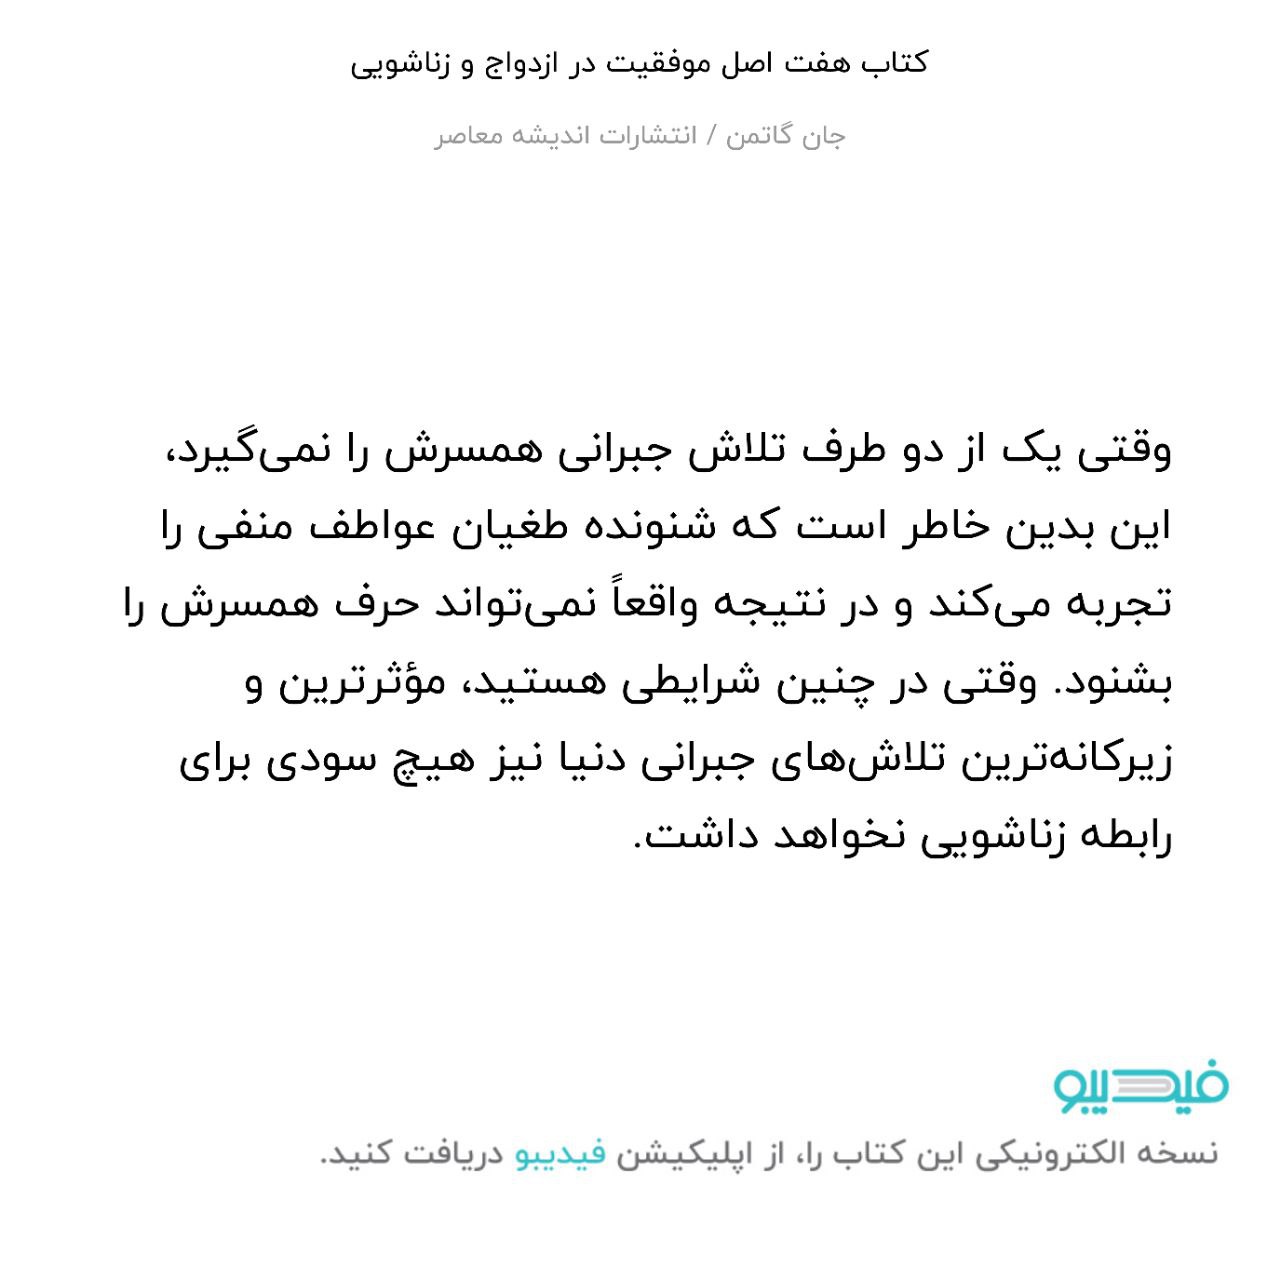 کتاب هفت اصل موفقیت در ازدواج و زناشویی
جان گاتمن / انتشارات اندیشه معاصر
وقتی یک از دو طرف تلاش جبرانی همسرش را نمی‌گیرد،
این بدین خاطر است که شنونده طغیان عواطف منفی را
تجربه می‌کند و در نتیجه واقعاً نمی‌تواند حرف همسرش را
بشنود. وقتی در چنین شرایطی هستید، مؤثرترین و
زیرکانه‌ترین تلاش‌های جبرانی دنیا نیز هیچ سودی برای
رابطه زناشویی نخواهد داشت.
فیدیبو
نسخه الکترونیکی این کتاب را، از اپلیکیشن فیدیبو دریافت کنید.